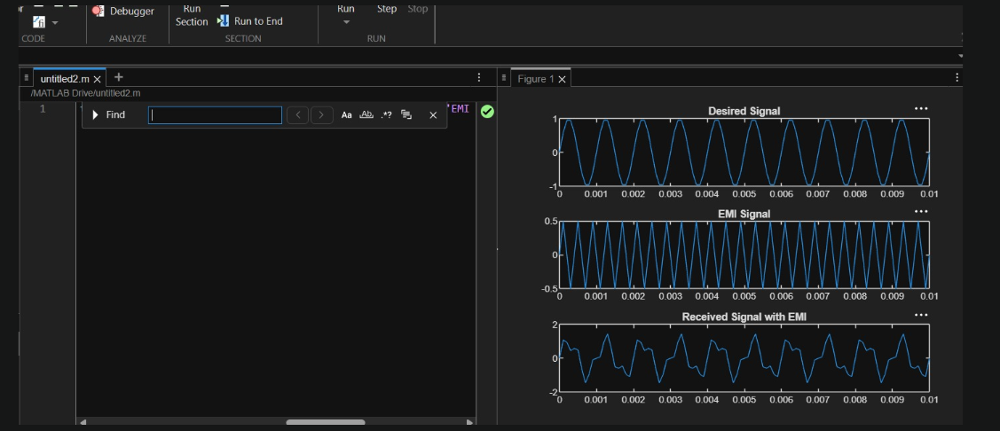 Debugger
Run
Section
Run to End
Run
Step
Stop
CODE
ANALYZE
SECTION
RUN
untitled2.m
Figure 1
/MATLAB Drive/untitled2.m
1
Find
Aa
Ab
.*?
'EMI
Desired Signal
1
0
-1
0 0.001 0.002 0.003 0.004 0.005 0.006 0.007 0.008 0.009 0.01
EMI Signal
0.5
0
-0.5
0 0.001 0.002 0.003 0.004 0.005 0.006 0.007 0.008 0.009 0.01
Received Signal with EMI
2
0
-2
0 0.001 0.002 0.003 0.004 0.005 0.006 0.007 0.008 0.009 0.01